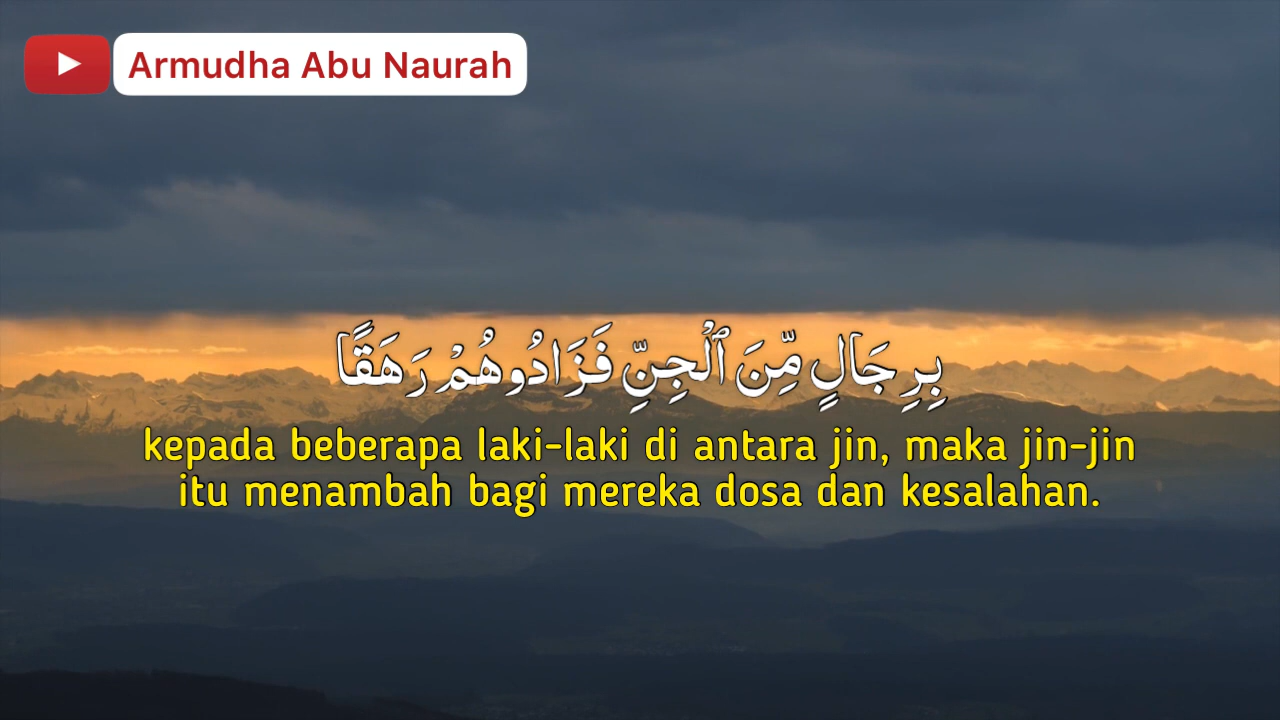 Armudha Abu Naurah
بِرِجَالٍ مِّنَ ٱلْجِنِّ فَزَادُوهُمْ رَهَقًا
kepada beberapa laki-laki di antara jin, maka jin-jin
itu menambah bagi mereka dosa dan kesalahan.